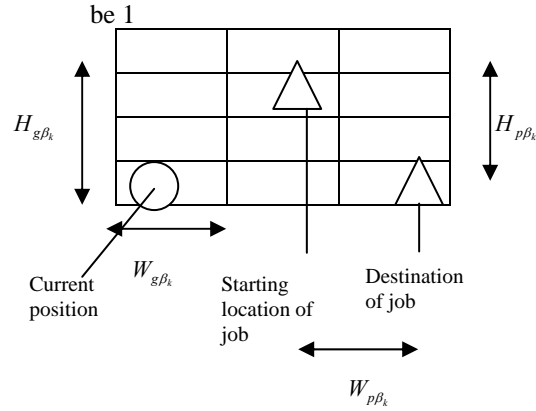 be 1
H_{gβ_k}
H_{pβ_k}
W_{gβ_k}
Current
position
Starting
location of
job
Destination
of job
W_{pβ_k}